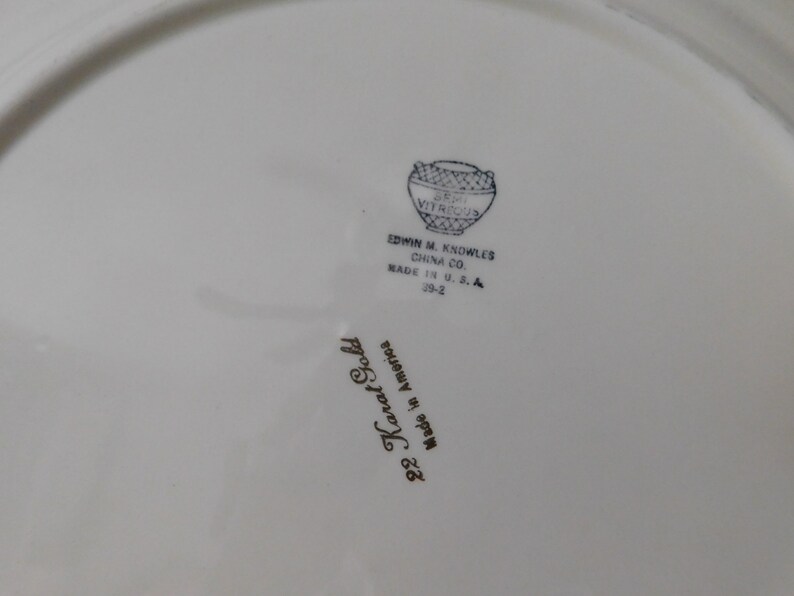 SEMI
VITREOUS
EDWIN M. KNOWLES
CHINA CO.
MADE IN U. S. A.
39-2
22 Karat Gold
Made in America